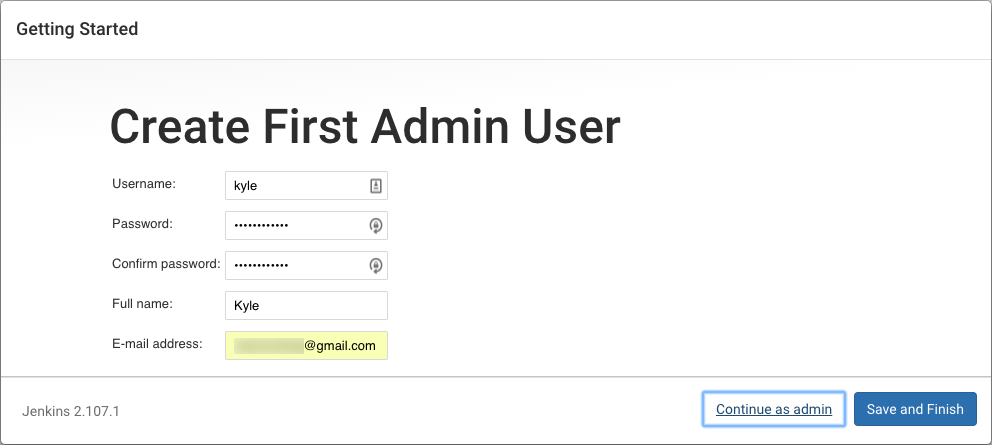 Getting Started
Create First Admin User
Username: kyle
Password: ••••••••••••
Confirm password: ••••••••••••
Full name: Kyle
E-mail address: @gmail.com
Jenkins 2.107.1 Continue as admin Save and Finish